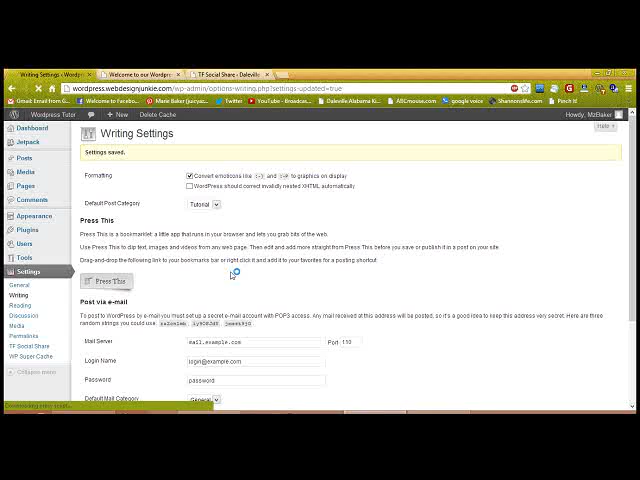 Writing Settings ‹ Wordpr
Welcome to our Wordpress
TF Social Share - Daleville
wordpress.webdesignjunkie.com/wp-admin/options-writing.php?settings-updated=true
Gmail: Email from G
Welcome to Facebook
Marie Baker (juicyaz
Twitter
YouTube - Broadcast
Daleville Alabama Ki
ABCmouse.com
google voice
Shannonslife.com
Pinch It!
Wordpress Tutor
New
Delete Cache
Howdy, MzBaker
Help
Dashboard
Jetpack
Posts
Media
Pages
Comments
Appearance
Plugins
Users
Tools
Settings
General
Writing
Reading
Discussion
Media
Permalinks
TF Social Share
WP Super Cache
Collapse menu
Writing Settings
Settings saved.
Formatting
Convert emoticons like :-) and :-P to graphics on display
WordPress should correct invalidly nested XHTML automatically
Default Post Category
Tutorial
Press This
Press This is a bookmarklet: a little app that runs in your browser and lets you grab bits of the web.
Use Press This to clip text, images and videos from any web page. Then edit and add more straight from Press This before you save or publish it in a post on your site.
Drag-and-drop the following link to your bookmarks bar or right click it and add it to your favorites for a posting shortcut
Press This
Post via e-mail
To post to WordPress by e-mail you must set up a secret e-mail account with POP3 access. Any mail received at this address will be posted, so it's a good idea to keep this address very secret. Here are three
random strings you could use:
Mail Server
mail.example.com
Port
110
Login Name
login@example.com
Password
password
Default Mail Category
General